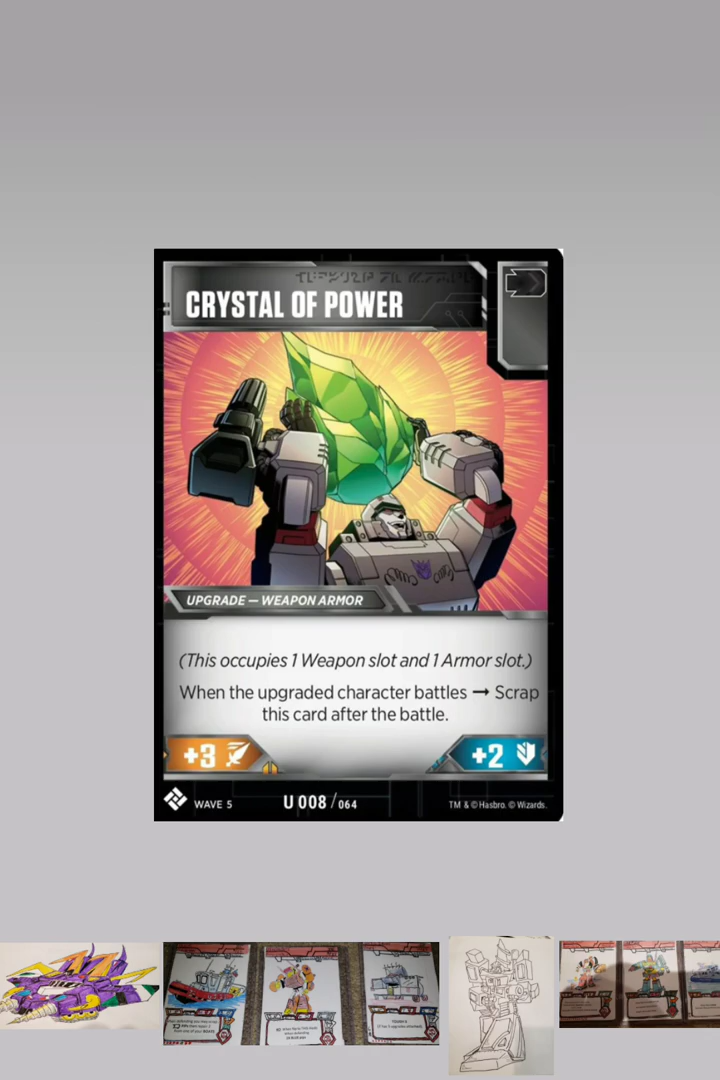 CRYSTAL OF POWER
UPGRADE — WEAPON ARMOR
(This occupies 1 Weapon slot and 1 Armor slot.)
When the upgraded character battles → Scrap
this card after the battle.
+3
+2
WAVE 5
U 008/064
TM & © Hasbro. © Wizards.